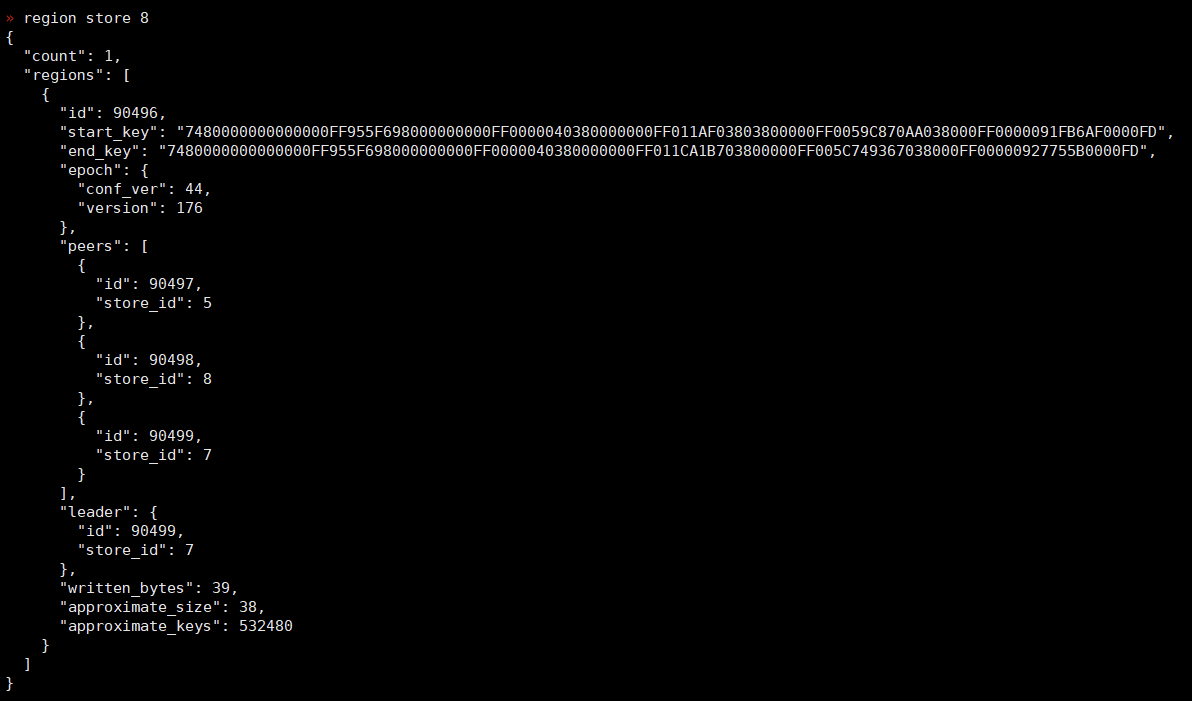 » region store 8
{
  "count": 1,
  "regions": [
    {
      "id": 90496,
      "start_key": "7480000000000000FF955F698000000000FF0000040380000000FF011AF03803800000FF0059C870AA038000FF0000091FB6AF0000FD",
      "end_key": "7480000000000000FF955F698000000000FF0000040380000000FF011CA1B703800000FF005C749367038000FF00000927755B0000FD",
      "epoch": {
        "conf_ver": 44,
        "version": 176
      },
      "peers": [
        {
          "id": 90497,
          "store_id": 5
        },
        {
          "id": 90498,
          "store_id": 8
        },
        {
          "id": 90499,
          "store_id": 7
        }
      ],
      "leader": {
        "id": 90499,
        "store_id": 7
      },
      "written_bytes": 39,
      "approximate_size": 38,
      "approximate_keys": 532480
    }
  ]
}